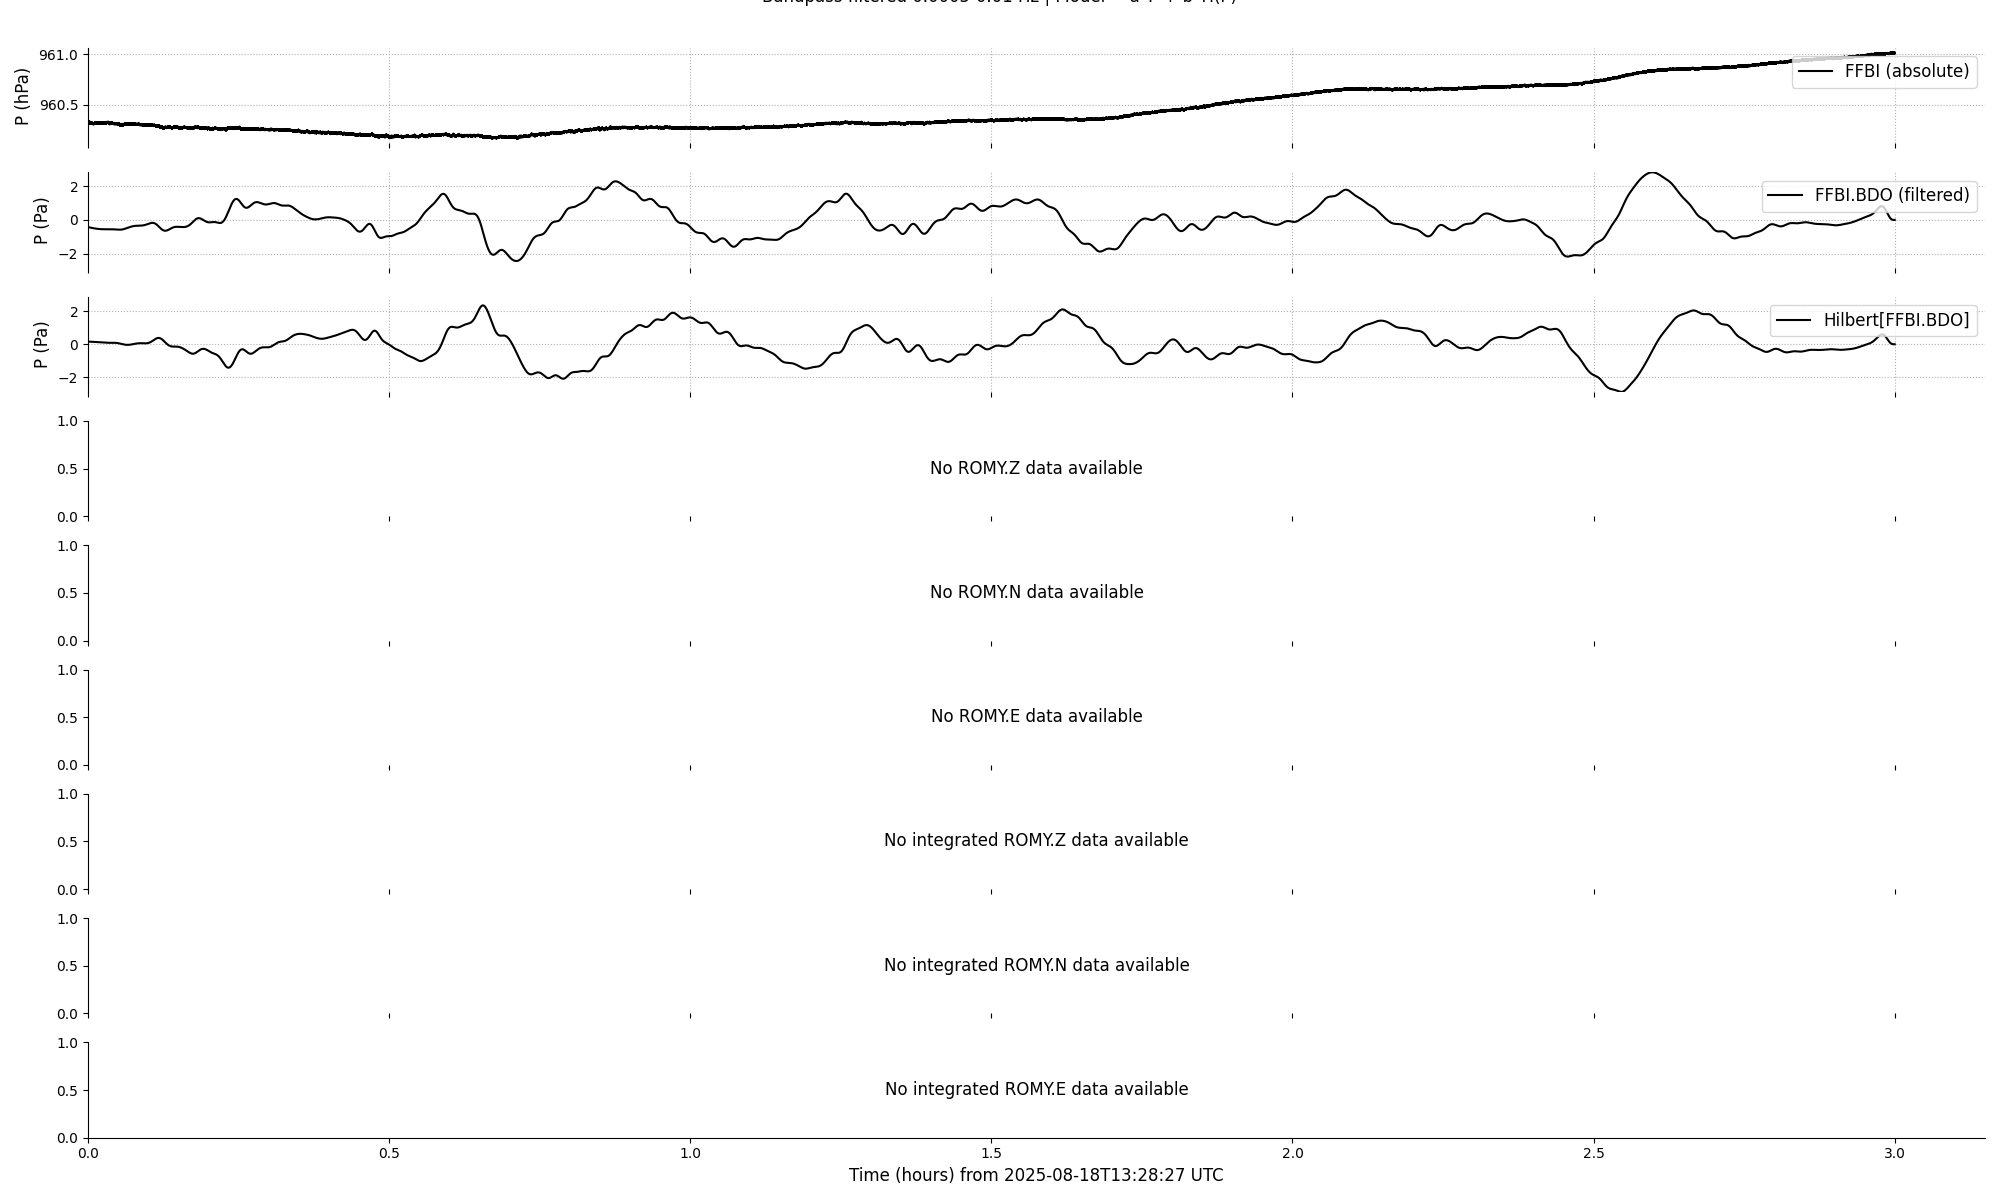 961.0
960.5
P (hPa)
FFBI (absolute)
2
0
−2
P (Pa)
FFBI.BDO (filtered)
2
0
−2
P (Pa)
Hilbert[FFBI.BDO]
1.0
0.5
0.0
No ROMY.Z data available
1.0
0.5
0.0
No ROMY.N data available
1.0
0.5
0.0
No ROMY.E data available
1.0
0.5
0.0
No integrated ROMY.Z data available
1.0
0.5
0.0
No integrated ROMY.N data available
1.0
0.5
0.0
No integrated ROMY.E data available
0.0 0.5 1.0 1.5 2.0 2.5 3.0
Time (hours) from 2025-08-18T13:28:27 UTC